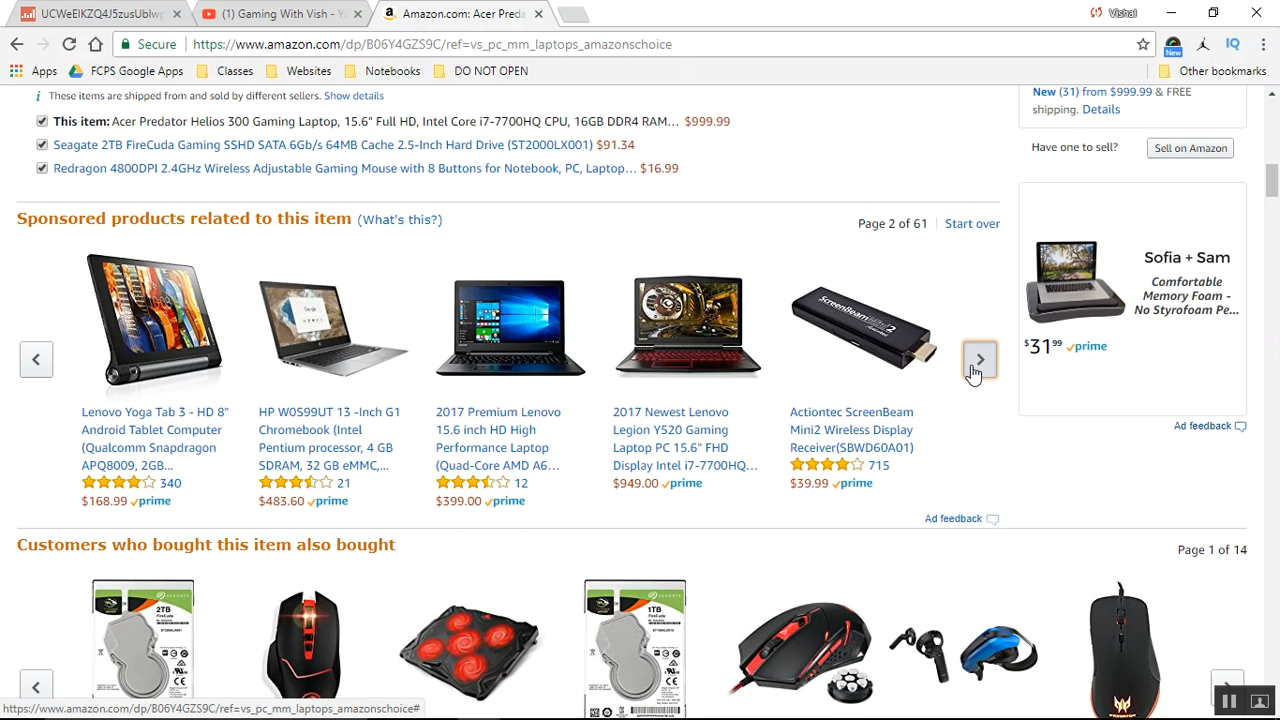 UCWeEIKZQ4J5zusUblwp
(1) Gaming With Vish - Y
Amazon.com: Acer Preda
Vishal
Secure
https://www.amazon.com/dp/B06Y4GZS9C/ref=vs_pc_mm_laptops_amazonschoice
New
IQ
Apps
FCPS Google Apps
Classes
Websites
Notebooks
DO NOT OPEN
Other bookmarks
i These items are shipped from and sold by different sellers. Show details
This item: Acer Predator Helios 300 Gaming Laptop, 15.6" Full HD, Intel Core i7-7700HQ CPU, 16GB DDR4 RAM... $999.99
Seagate 2TB FireCuda Gaming SSHD SATA 6Gb/s 64MB Cache 2.5-Inch Hard Drive (ST2000LX001) $91.34
Redragon 4800DPI 2.4GHz Wireless Adjustable Gaming Mouse with 8 Buttons for Notebook, PC, Laptop... $16.99
New (31) from $999.99 & FREE
shipping. Details
Have one to sell?
Sell on Amazon
Sponsored products related to this item (What's this?)
Page 2 of 61
Start over
Lenovo Yoga Tab 3 - HD 8"
Android Tablet Computer
(Qualcomm Snapdragon
APQ8009, 2GB...
340
$168.99 prime
HP W0S99UT 13 -Inch G1
Chromebook (Intel
Pentium processor, 4 GB
SDRAM, 32 GB eMMC,...
21
$483.60 prime
2017 Premium Lenovo
15.6 inch HD High
Performance Laptop
(Quad-Core AMD A6...
12
$399.00 prime
2017 Newest Lenovo
Legion Y520 Gaming
Laptop PC 15.6" FHD
Display Intel i7-7700HQ...
$949.00 prime
ScreenBeam Mini2
Actiontec ScreenBeam
Mini2 Wireless Display
Receiver(SBWD60A01)
715
$39.99 prime
Sofia + Sam
Comfortable
Memory Foam -
No Styrofoam Pe...
$31 99 prime
Ad feedback
Ad feedback
Customers who bought this item also bought
Page 1 of 14
2TB
FireCuda
1TB
FireCuda
https://www.amazon.com/dp/B06Y4GZS9C/ref=vs_pc_mm_laptops_amazonschoice#